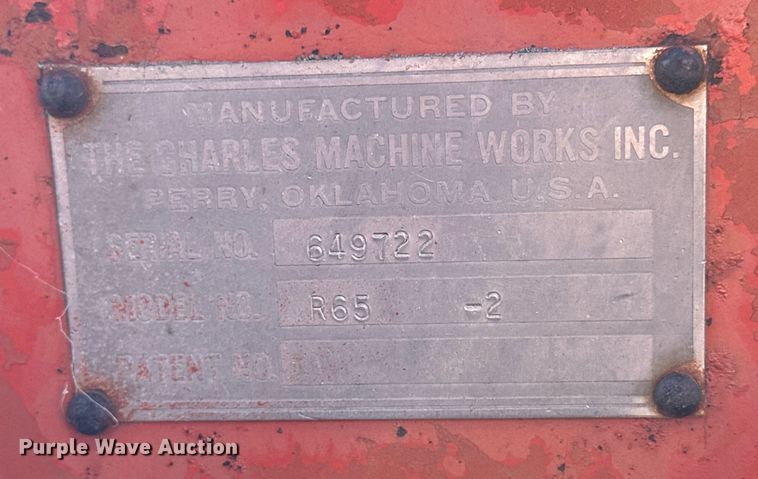 MANUFACTURED BY
THE CHARLES MACHINE WORKS INC.
PERRY, OKLAHOMA U.S.A.
SERIAL NO. 649722
MODEL NO. R65 -2
PATENT NO.
Purple Wave Auction